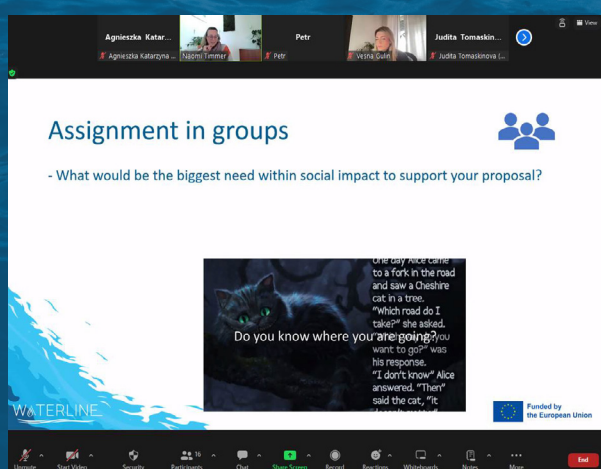 View
Agnieszka Katar...
Petr
Judita Tomaskin...
Agnieszka Katarzyna ...
Naomi Timmer
Petr
Vesna Gulin
Judita Tomaskinova (...
Assignment in groups
- What would be the biggest need within social impact to support your proposal?
One day Alice came
to a fork in the road
and saw a Cheshire
cat in a tree.
"Which road do I
take?" she asked.
Do you know where you are going?
want to go?" was
his response.
"I don't know" Alice
answered. "Then"
said the cat, "it
WATERLINE
Funded by
the European Union
16
Unmute
Start Video
Security
Participants
Chat
Share Screen
Record
Reactions
Whiteboards
Notes
More
End